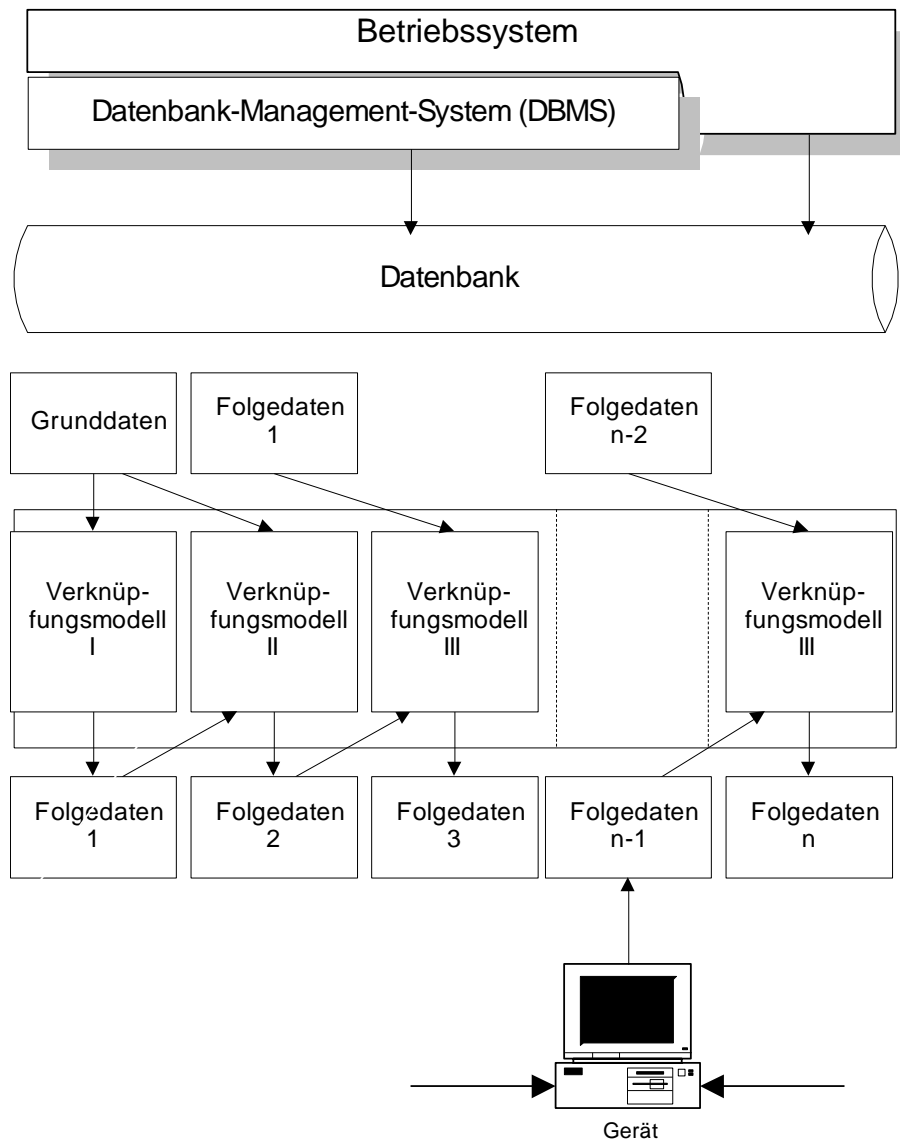 Betriebssystem
Datenbank-Management-System (DBMS)
Datenbank
Grunddaten
Folgedaten
1
Folgedaten
n-2
Verknüp-
fungsmodell
I
Verknüp-
fungsmodell
II
Verknüp-
fungsmodell
III
Verknüp-
fungsmodell
III
Folgedaten
1
Folgedaten
2
Folgedaten
3
Folgedaten
n-1
Folgedaten
n
Gerät